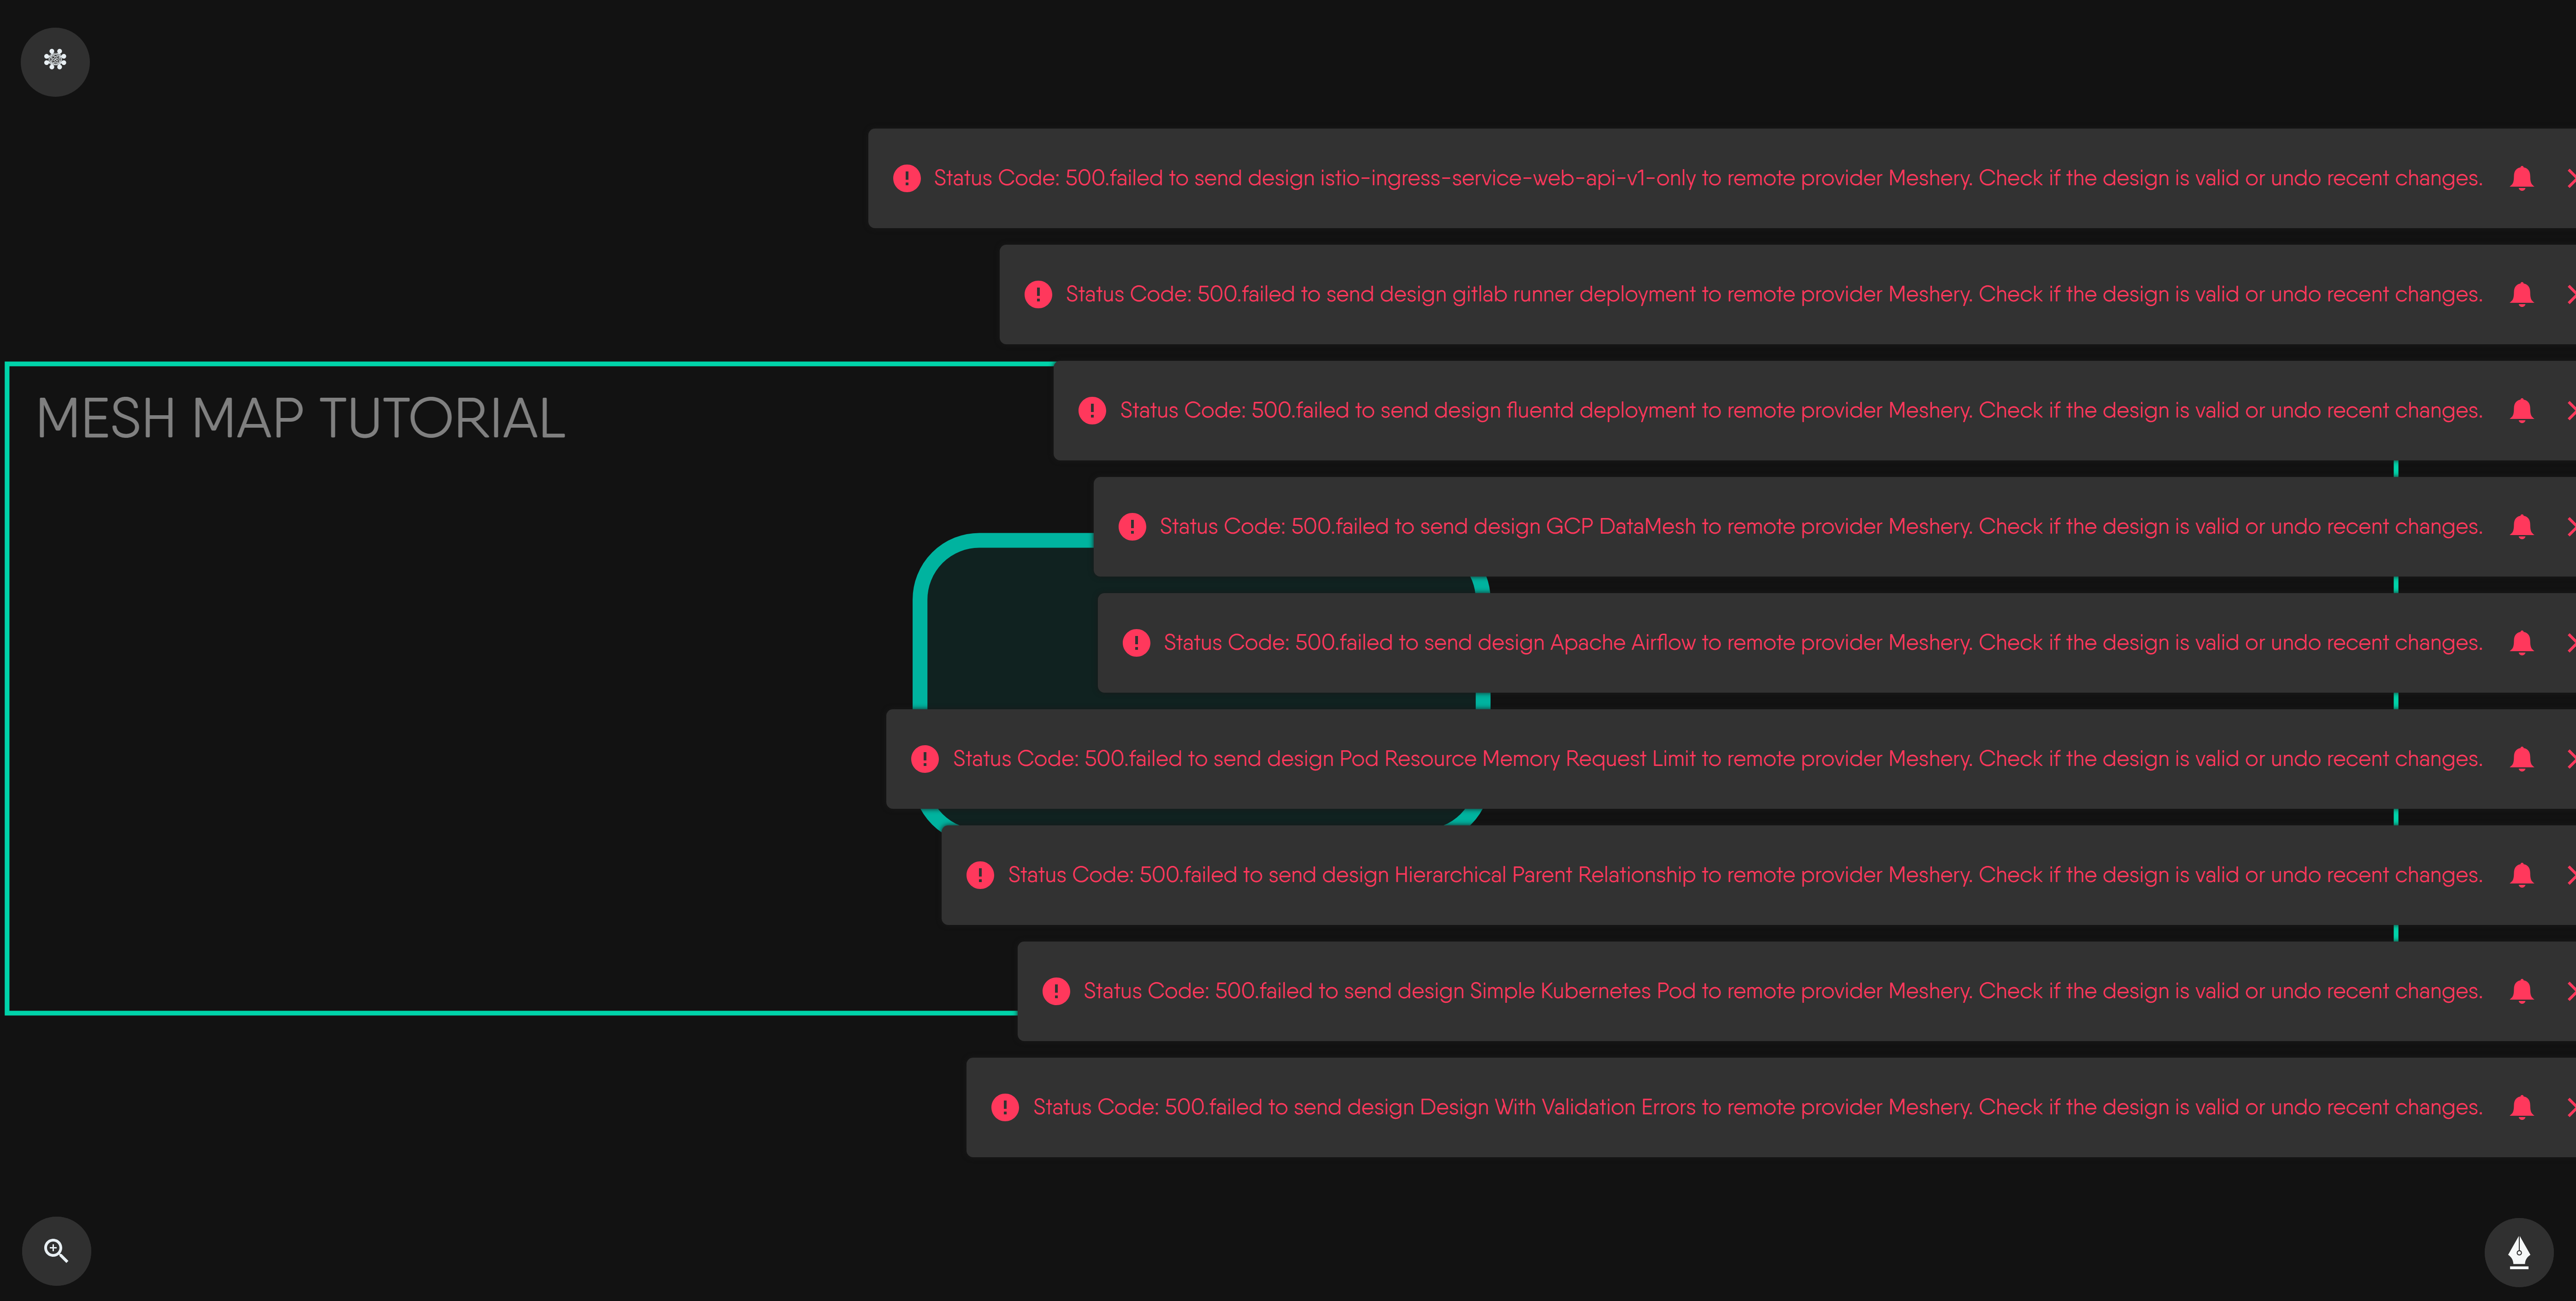 Status Code: 500.failed to send design istio-ingress-service-web-api-v1-only to remote provider Meshery. Check if the design is valid or undo recent changes.
Status Code: 500.failed to send design gitlab runner deployment to remote provider Meshery. Check if the design is valid or undo recent changes.
MESH MAP TUTORIAL
Status Code: 500.failed to send design fluentd deployment to remote provider Meshery. Check if the design is valid or undo recent changes.
Status Code: 500.failed to send design GCP DataMesh to remote provider Meshery. Check if the design is valid or undo recent changes.
Status Code: 500.failed to send design Apache Airflow to remote provider Meshery. Check if the design is valid or undo recent changes.
Status Code: 500.failed to send design Pod Resource Memory Request Limit to remote provider Meshery. Check if the design is valid or undo recent changes.
Status Code: 500.failed to send design Hierarchical Parent Relationship to remote provider Meshery. Check if the design is valid or undo recent changes.
Status Code: 500.failed to send design Simple Kubernetes Pod to remote provider Meshery. Check if the design is valid or undo recent changes.
Status Code: 500.failed to send design Design With Validation Errors to remote provider Meshery. Check if the design is valid or undo recent changes.